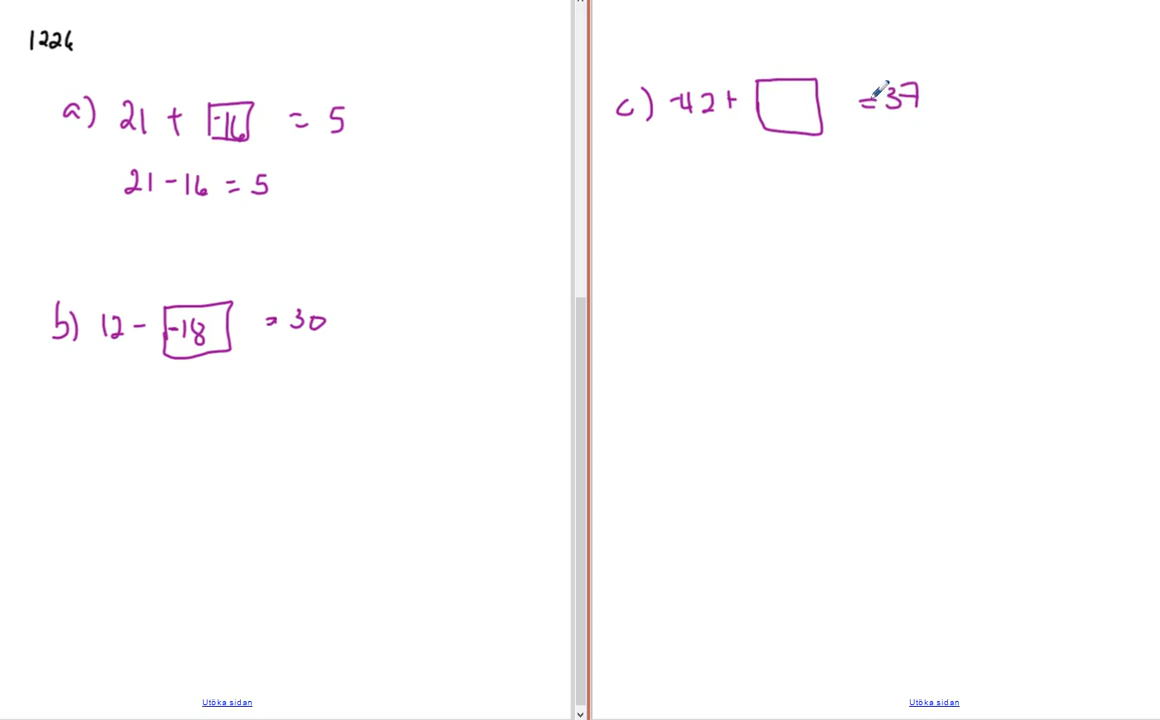 1226
a) 21 + -16 = 5
21 - 16 = 5
b) 12 - -18 = 30
Utöka sidan
c) -42 + = 37
Utöka sidan